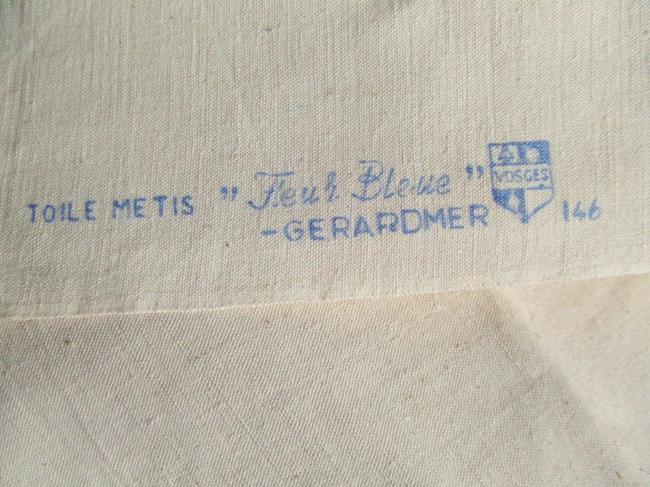 TOILE METIS " Fleur Bleue " VOSGES 146
-GERARDMER